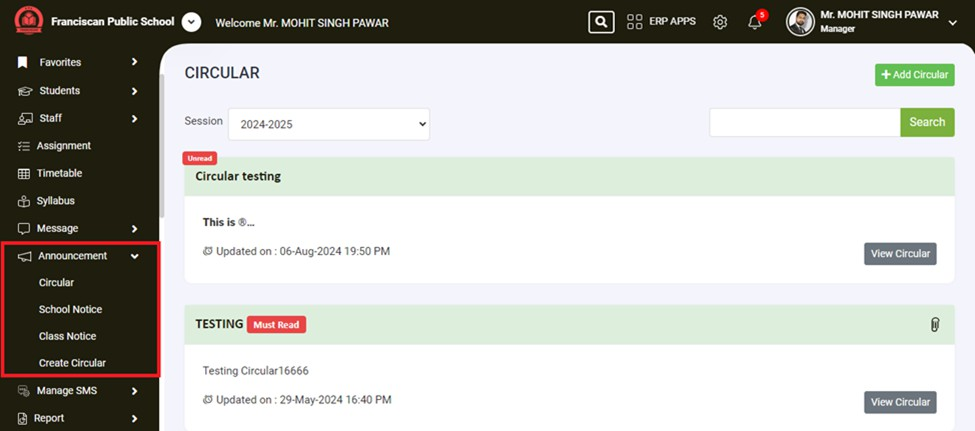 Franciscan Public School
Welcome Mr. MOHIT SINGH PAWAR
ERP APPS
5
Mr. MOHIT SINGH PAWAR
Manager
Favorites
Students
Staff
Assignment
Timetable
Syllabus
Message
Announcement
Circular
School Notice
Class Notice
Create Circular
Manage SMS
Report
CIRCULAR
+ Add Circular
Session
2024-2025
Search
Unread
Circular testing
This is ®...
Updated on : 06-Aug-2024 19:50 PM
View Circular
TESTING Must Read
Testing Circular16666
Updated on : 29-May-2024 16:40 PM
View Circular